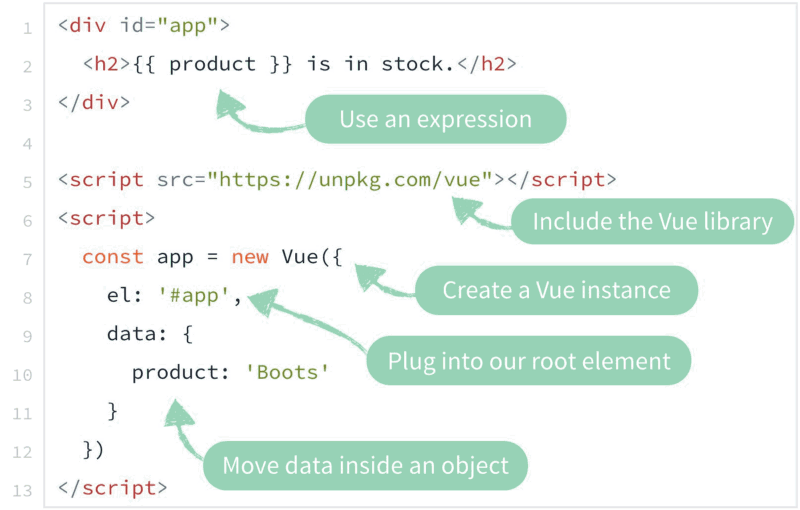 1 <div id="app">
2 <h2>{{ product }} is in stock.</h2>
3 </div>
Use an expression
4
5 <script src="https://unpkg.com/vue"></script>
6 <script>
Include the Vue library
7 const app = new Vue({
Create a Vue instance
8 el: '#app',
9 data: {
Plug into our root element
10 product: 'Boots'
11 }
12 })
Move data inside an object
13 </script>